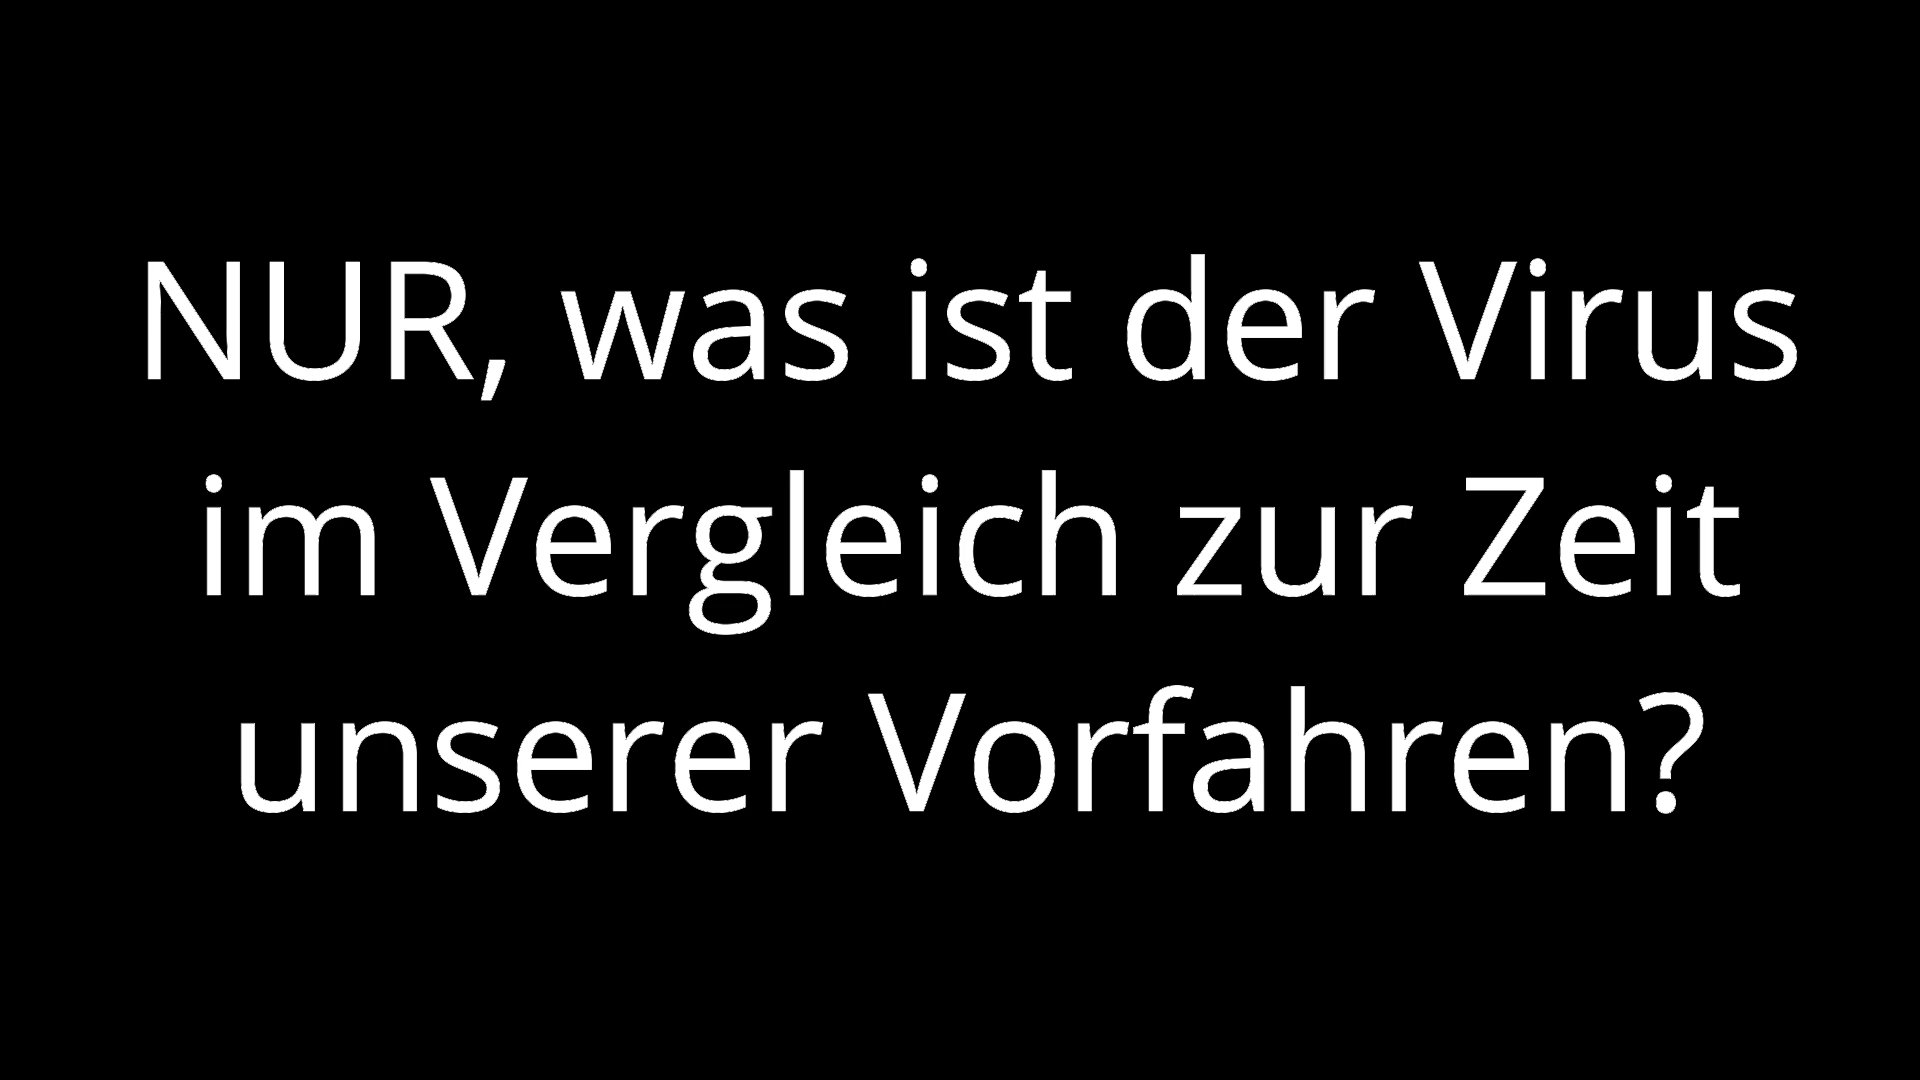 NUR, was ist der Virus
im Vergleich zur Zeit
unserer Vorfahren?